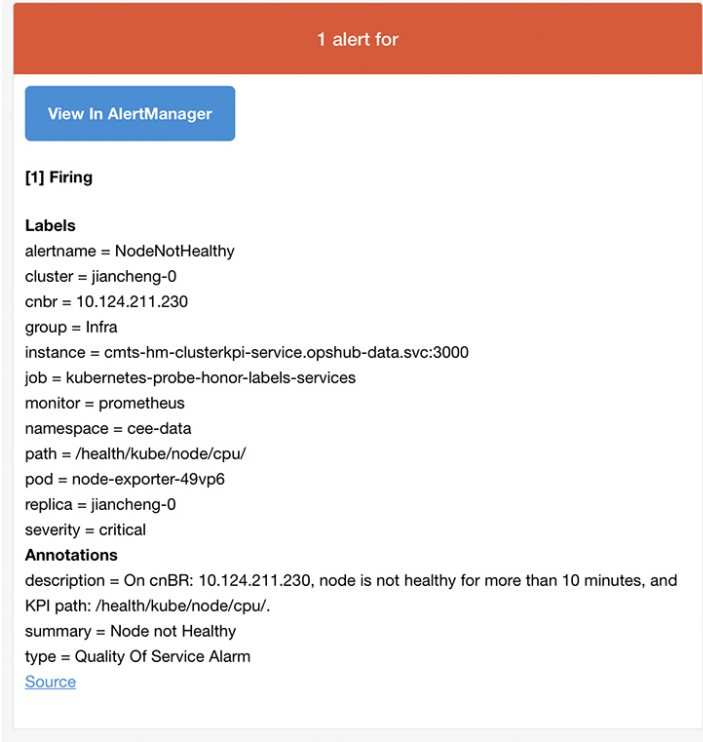 1 alert for
View In AlertManager
[1] Firing
Labels
alertname = NodeNotHealthy
cluster = jiancheng-0
cnbr = 10.124.211.230
group = Infra
instance = cmts-hm-clusterkpi-service.opshub-data.svc:3000
job = kubernetes-probe-honor-labels-services
monitor = prometheus
namespace = cee-data
path = /health/kube/node/cpu/
pod = node-exporter-49vp6
replica = jiancheng-0
severity = critical
Annotations
description = On cnBR: 10.124.211.230, node is not healthy for more than 10 minutes, and
KPI path: /health/kube/node/cpu/.
summary = Node not Healthy
type = Quality Of Service Alarm
Source